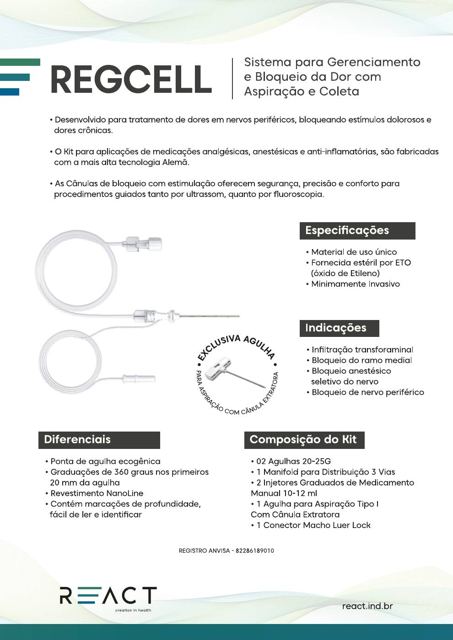 REGCELL
Sistema para Gerenciamento
e Bloqueio da Dor com
Aspiração e Coleta
• Desenvolvido para tratamento de dores em nervos periféricos, bloqueando estímulos dolorosos e
dores crônicas.
• O Kit para aplicações de medicações analgésicas, anestésicas e anti-inflamatórias, são fabricadas
com a mais alta tecnologia Alemã.
• As Cânulas de bloqueio com estimulação oferecem segurança, precisão e conforto para
procedimentos guiados tanto por ultrassom, quanto por fluoroscopia.
Especificações
• Material de uso único
• Fornecida estéril por ETO
(óxido de Etileno)
• Minimamente Invasivo
Indicações
• Infiltração transforaminal
• Bloqueio do ramo medial
• Bloqueio anestésico
seletivo do nervo
• Bloqueio de nervo periférico
• EXCLUSIVA AGULHA •
PARA ASPIRAÇÃO COM CÂNULA EXTRATORA
Diferenciais
• Ponta de agulha ecogênica
• Graduações de 360 graus nos primeiros
20 mm da agulha
• Revestimento NanoLine
• Contém marcações de profundidade,
fácil de ler e identificar
Composição do Kit
• 02 Agulhas 20-25G
• 1 Manifold para Distribuição 3 Vias
• 2 Injetores Graduados de Medicamento
Manual 10-12 ml
• 1 Agulha para Aspiração Tipo I
Com Cânula Extratora
• 1 Conector Macho Luer Lock
REGISTRO ANVISA - 82286189010
REACT
creation in health
react.ind.br